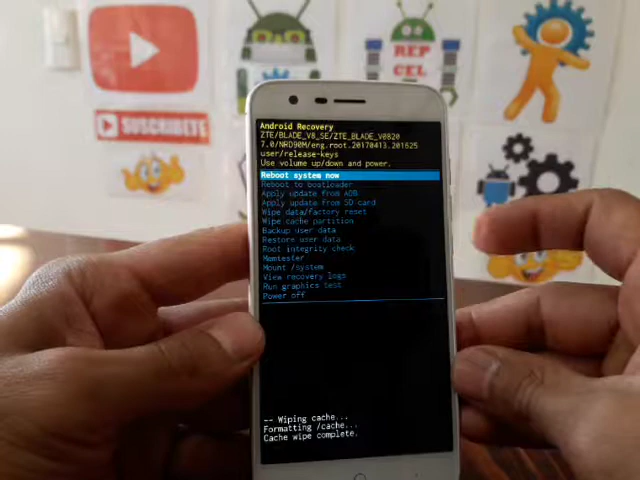 REP
CEL
SUSCRIBETE
Android Recovery
ZTE/BLADE_V8_SE/ZTE_BLADE_V0820
7.0/NRD90M/eng.root.20170413.201625
user/release-keys
Use volume up/down and power.
Reboot system now
Reboot to bootloader
Apply update from ADB
Apply update from SD card
Wipe data/factory reset
Wipe cache partition
Backup user data
Restore user data
Root integrity check
Memtester
Mount /system
View recovery logs
Run graphics test
Power off
-- Wiping cache...
Formatting /cache...
Cache wipe complete.